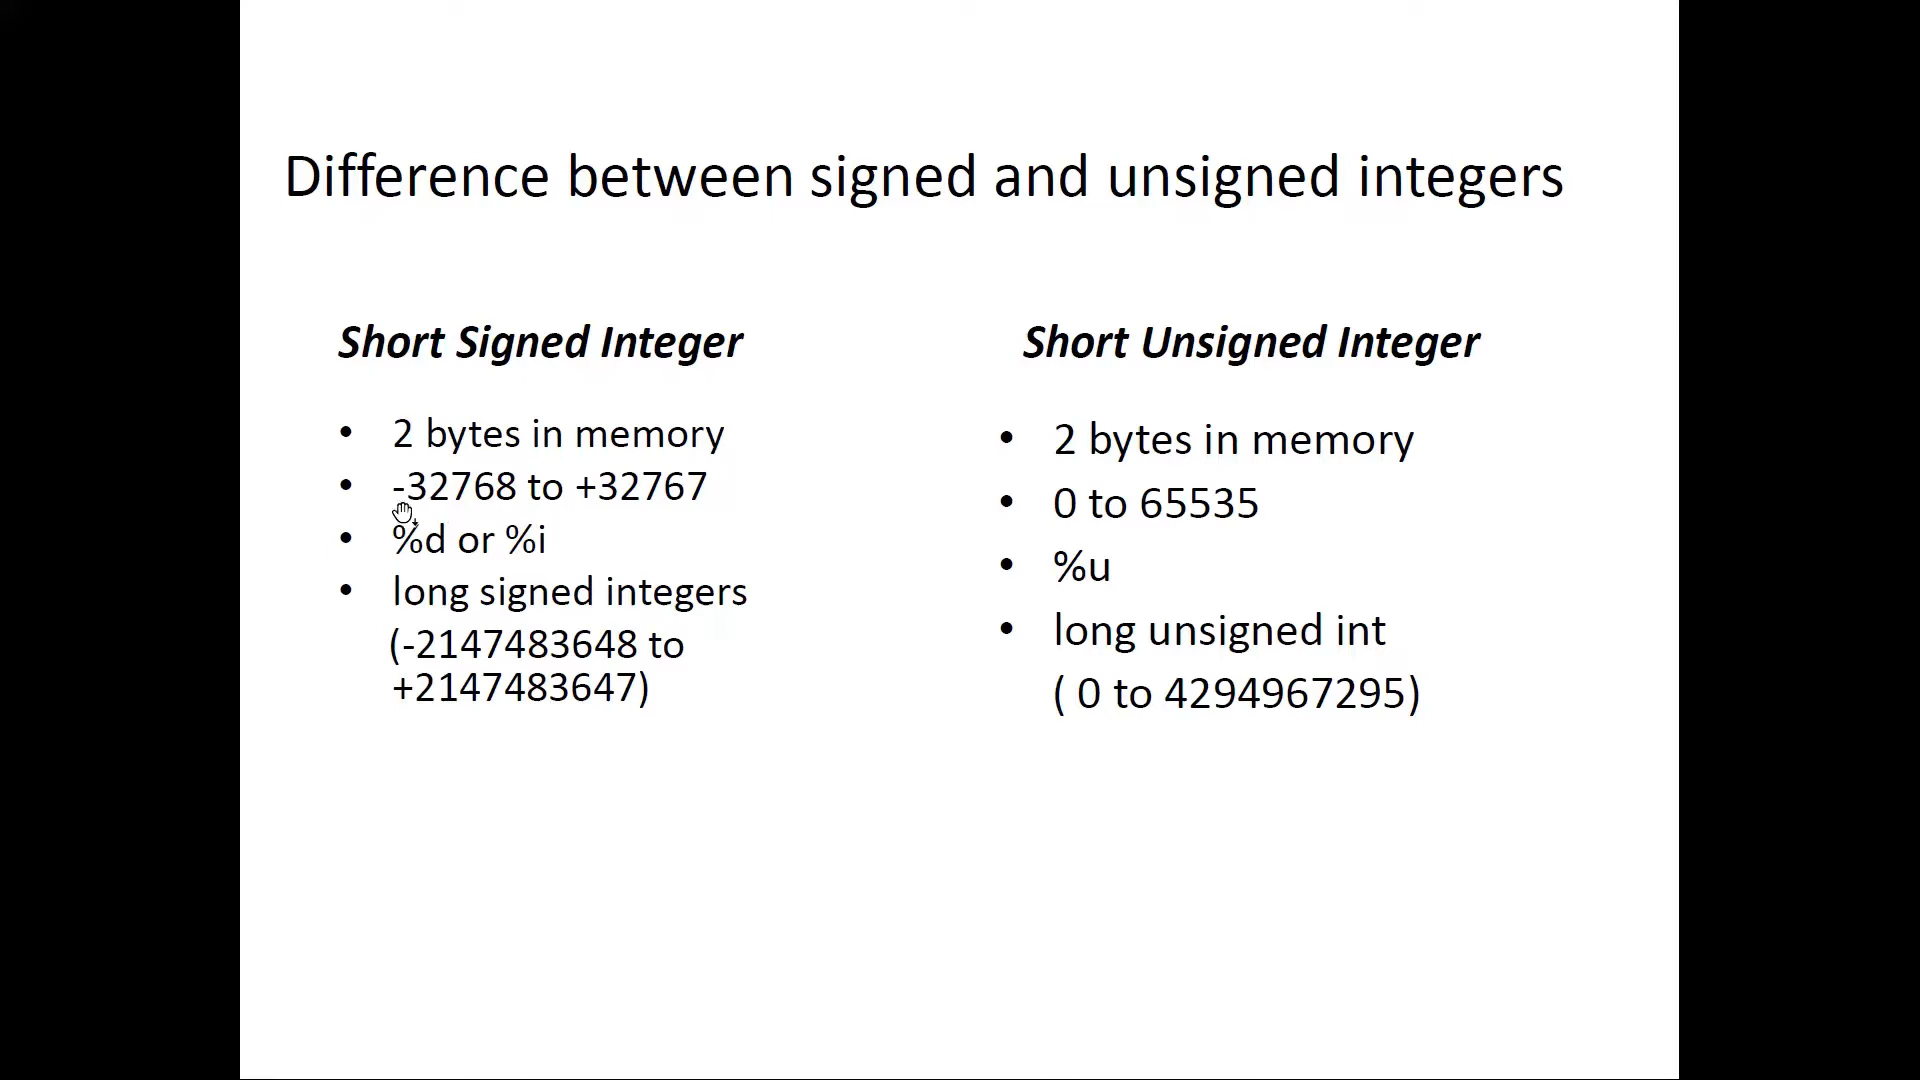 Difference between signed and unsigned integers
Short Signed Integer
• 2 bytes in memory
• -32768 to +32767
• %d or %i
• long signed integers
(-2147483648 to
+2147483647)
Short Unsigned Integer
• 2 bytes in memory
• 0 to 65535
• %u
• long unsigned int
( 0 to 4294967295)